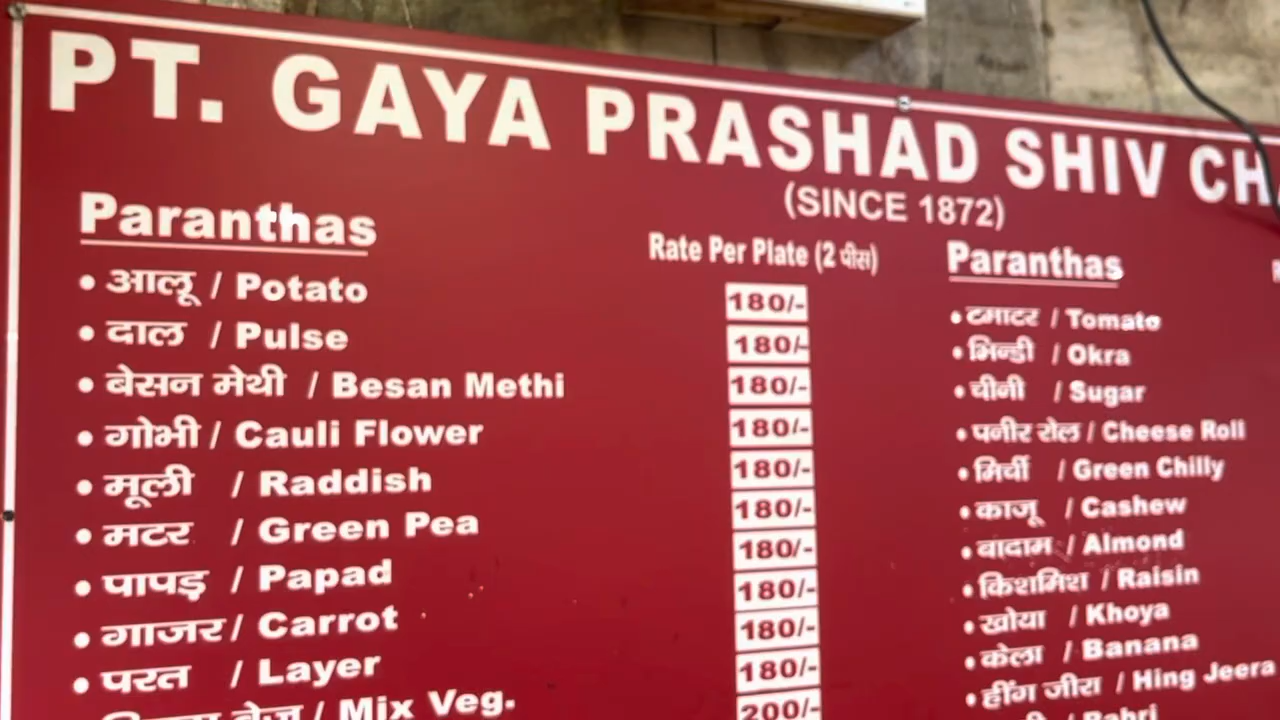 PT. GAYA PRASHAD SHIV
(SINCE 1872)
Paranthas
Rate Per Plate (2 पीस)
• आलू / Potato 180/-
• दाल / Pulse 180/-
• बेसन मेथी / Besan Methi 180/-
• गोभी / Cauli Flower 180/-
• मूली / Raddish 180/-
• मटर / Green Pea 180/-
• पापड़ / Papad 180/-
• गाजर / Carrot 180/-
• परत / Layer 180/-
/ Mix Veg. 180/-
200/-
Paranthas
• टमाटर / Tomato
• भिन्डी / Okra
• चीनी / Sugar
• पनीर रोल / Cheese Roll
• मिर्ची / Green Chilly
• काजू / Cashew
• बादाम / Almond
• किशमिश / Raisin
• खोया / Khoya
• केला / Banana
• हींग जीरा / Hing Jeera